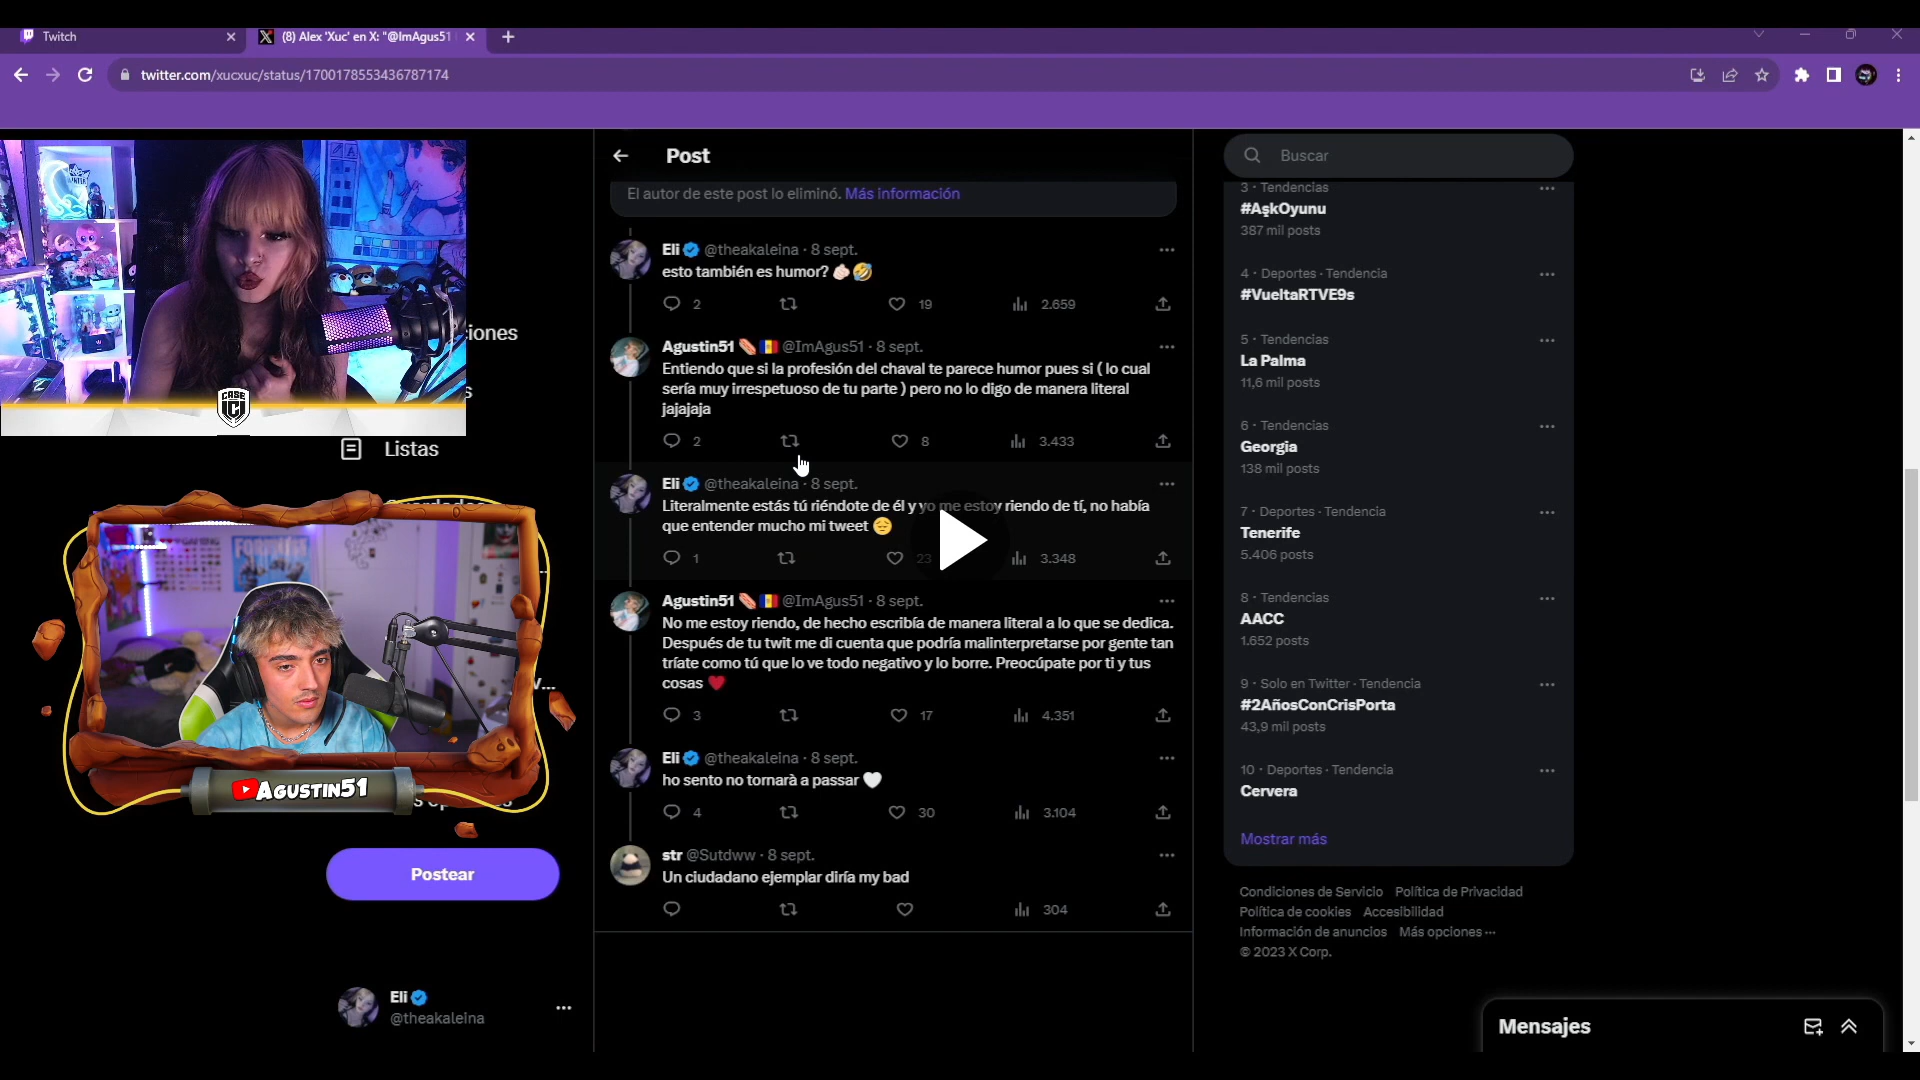 Twitch
(8) Alex 'Xuc' en X: "@ImAgus51
twitter.com/xucxuc/status/1700178553436787174
Post
El autor de este post lo eliminó. Más información
Eli @theakaleina · 8 sept.
esto también es humor? 🫵🏻🤣
2 19 2.659
Agustin51 @ImAgus51 · 8 sept.
Entiendo que si la profesión del chaval te parece humor pues si ( lo cual
sería muy irrespetuoso de tu parte ) pero no lo digo de manera literal
jajajaja
2 8 3.433
Eli @theakaleina · 8 sept.
Literalmente estás tú riéndote de él y yo me estoy riendo de tí, no había
que entender mucho mi tweet 😔
1 23 3.348
Agustin51 @ImAgus51 · 8 sept.
No me estoy riendo, de hecho escribía de manera literal a lo que se dedica.
Después de tu twit me di cuenta que podría malinterpretarse por gente tan
tríate como tú que lo ve todo negativo y lo borre. Preocúpate por ti y tus
cosas ♥️
3 17 4.351
Eli @theakaleina · 8 sept.
ho sento no tornarà a passar 🤍
4 30 3.104
str @Sutdww · 8 sept.
Un ciudadano ejemplar diría my bad
304
iones
s
CASE
Listas
AGUSTIN51
Postear
Eli
@theakaleina
Buscar
3 · Tendencias
#AşkOyunu
387 mil posts
4 · Deportes · Tendencia
#VueltaRTVE9s
5 · Tendencias
La Palma
11,6 mil posts
6 · Tendencias
Georgia
138 mil posts
7 · Deportes · Tendencia
Tenerife
5.406 posts
8 · Tendencias
AACC
1.652 posts
9 · Solo en Twitter · Tendencia
#2AñosConCrisPorta
43,9 mil posts
10 · Deportes · Tendencia
Cervera
Mostrar más
Condiciones de Servicio Política de Privacidad
Política de cookies Accesibilidad
Información de anuncios Más opciones ···
© 2023 X Corp.
Mensajes